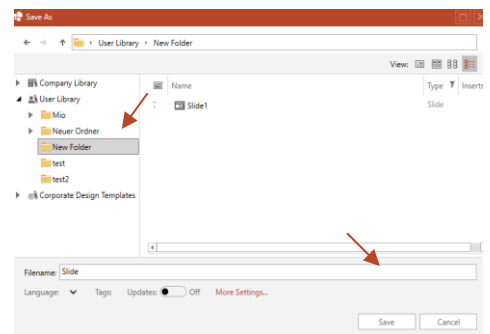 Save As
User Library › New Folder
View:
Company Library
User Library
Mio
Neuer Ordner
New Folder
test
test2
Corporate Design Templates
Name Type Inserts
Slide1 Slide
Filename: Slide
Language: Tags: Updates: Off More Settings...
Save Cancel